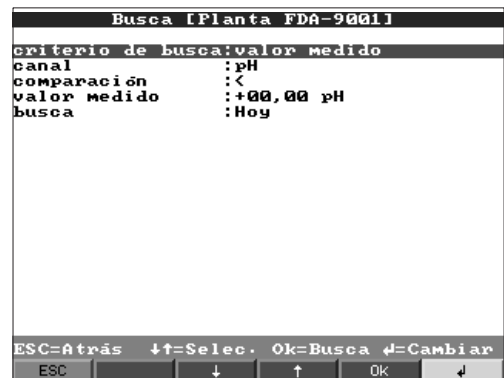 Busca [Planta FDA-9001]
criterio de busca:valor medido
canal :pH
comparación :<
valor medido :+00,00 pH
busca :Hoy
ESC=Atrás ↓↑=Selec. Ok=Busca ↲=Cambiar
ESC ↓ ↑ OK ↲